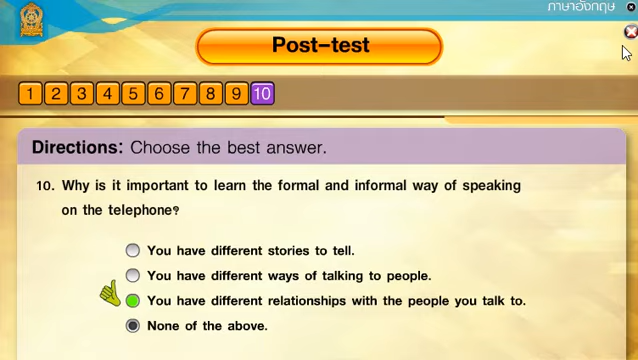 ภาษาอังกฤษ
Post-test
1 2 3 4 5 6 7 8 9 10
Directions: Choose the best answer.
10. Why is it important to learn the formal and informal way of speaking
on the telephone?
You have different stories to tell.
You have different ways of talking to people.
You have different relationships with the people you talk to.
None of the above.